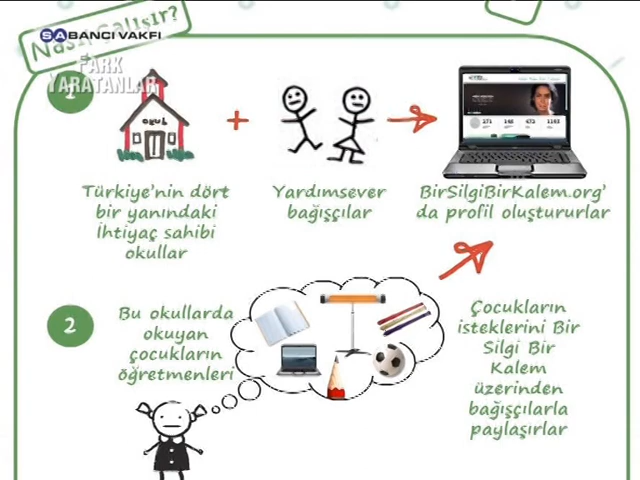 Nasıl Çalışır?
SABANCI VAKFI
FARK
YARATANLAR
1
OKUL
+
Türkiye'nin dört
bir yanındaki
İhtiyaç sahibi
okullar
Yardımsever
bağışçılar
BirSilgiBirKalem.org'
da profil oluştururlar
2
Bu okullarda
okuyan
çocukların
öğretmenleri
Çocukların
isteklerini Bir
Silgi Bir
Kalem
üzerinden
bağışçılarla
paylaşırlar